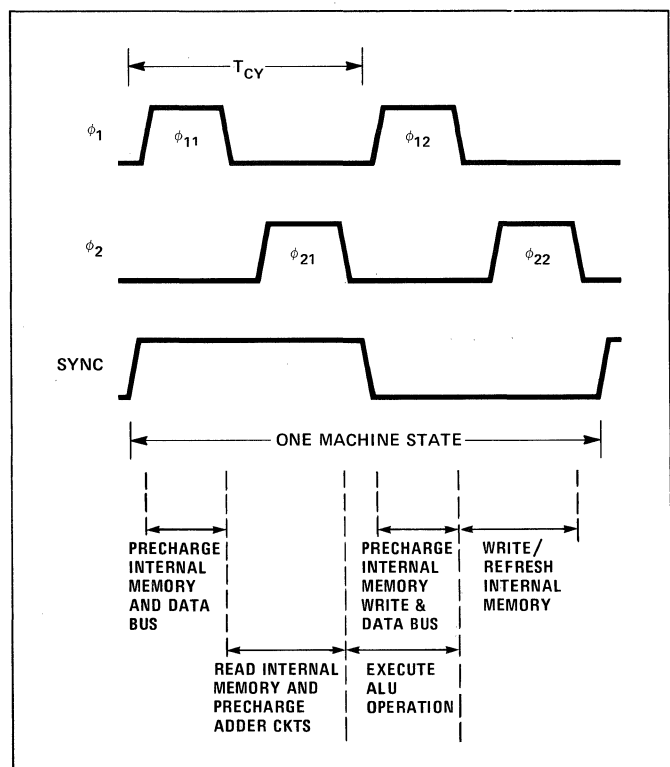 T_CY
ϕ1
ϕ11
ϕ12
ϕ2
ϕ21
ϕ22
SYNC
ONE MACHINE STATE
PRECHARGE
INTERNAL
MEMORY
AND DATA
BUS
PRECHARGE
INTERNAL
MEMORY
WRITE &
DATA BUS
WRITE/
REFRESH
INTERNAL
MEMORY
READ INTERNAL
MEMORY AND
PRECHARGE
ADDER CKTS
EXECUTE
ALU
OPERATION